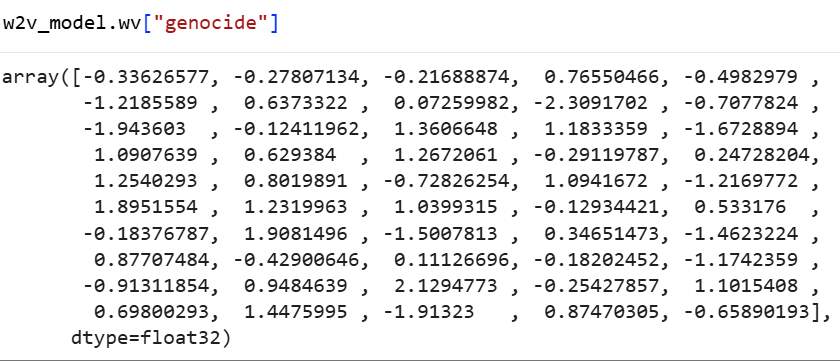 w2v_model.wv["genocide"]
array([-0.33626577, -0.27807134, -0.21688874,  0.76550466, -0.4982979 ,
       -1.2185589 ,  0.6373322 ,  0.07259982, -2.3091702 , -0.7077824 ,
       -1.943603  , -0.12411962,  1.3606648 ,  1.1833359 , -1.6728894 ,
        1.0907639 ,  0.629384  ,  1.2672061 , -0.29119787,  0.24728204,
        1.2540293 ,  0.8019891 , -0.72826254,  1.0941672 , -1.2169772 ,
        1.8951554 ,  1.2319963 ,  1.0399315 , -0.12934421,  0.533176  ,
       -0.18376787,  1.9081496 , -1.5007813 ,  0.34651473, -1.4623224 ,
        0.87707484, -0.42900646,  0.11126696, -0.18202452, -1.1742359 ,
       -0.91311854,  0.9484639 ,  2.1294773 , -0.25427857,  1.1015408 ,
        0.69800293,  1.4475995 , -1.91323   ,  0.87470305, -0.65890193],
      dtype=float32)